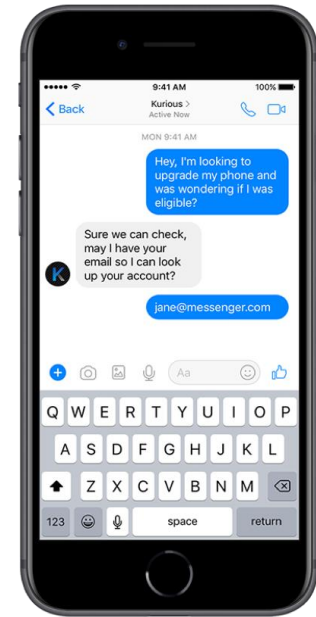 9:41 AM
100%
Back
Kurious >
Active Now
MON 9:41 AM
Hey, I'm looking to
upgrade my phone and
was wondering if I was
eligible?
Sure we can check,
may I have your
email so I can look
up your account?
K
jane@messenger.com
Aa
Q W E R T Y U I O P
A S D F G H J K L
Z X C V B N M
123 space return